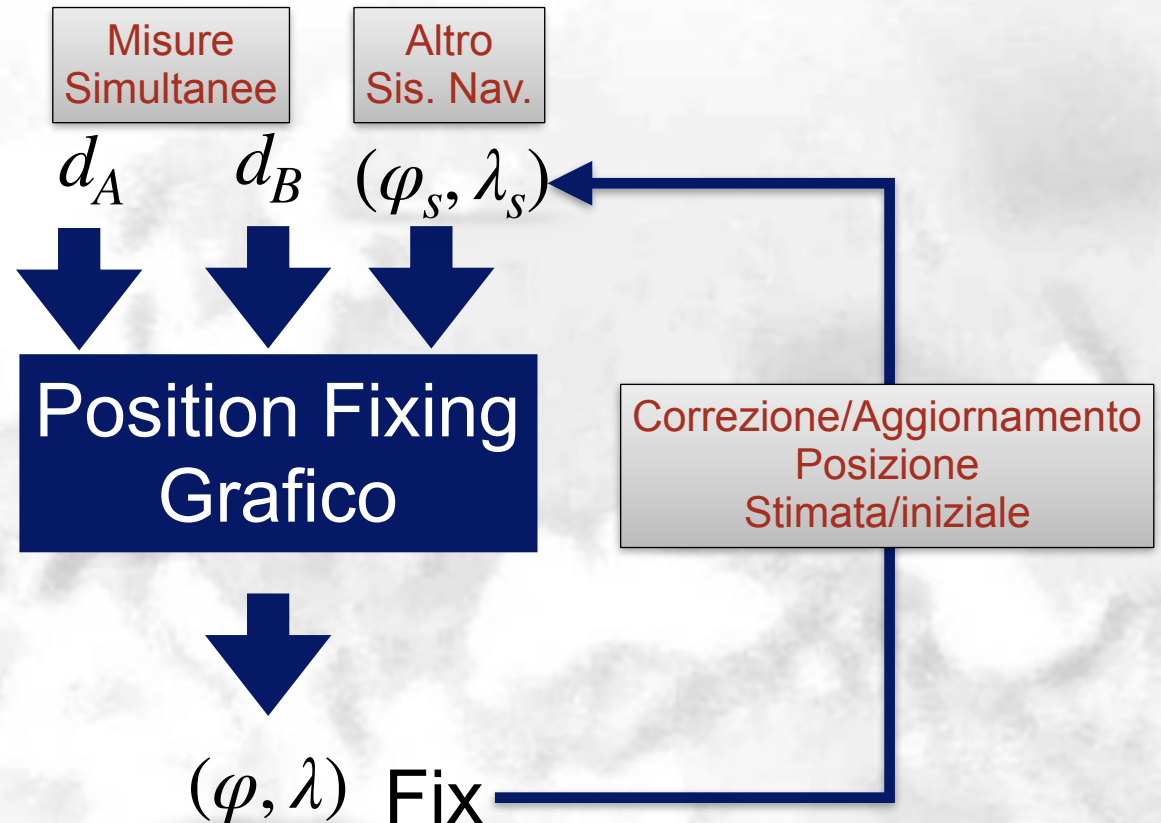 Misure
Simultanee
Altro
Sis. Nav.
d_A d_B (φ_s, λ_s)
Position Fixing
Grafico
Correzione/Aggiornamento
Posizione
Stimata/iniziale
(φ, λ) Fix